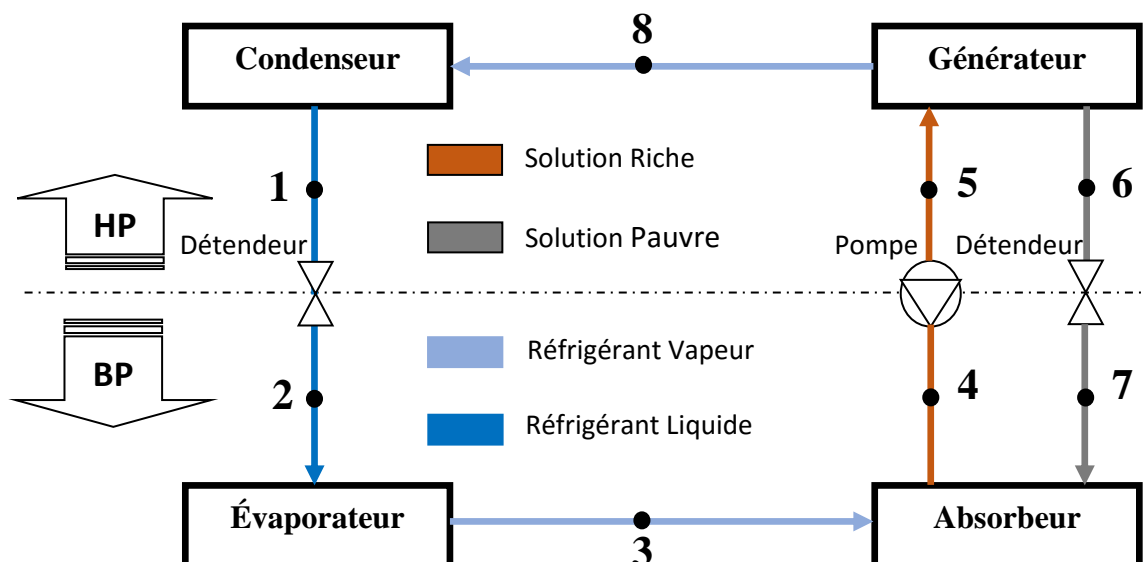 8
Condenseur
Générateur
Solution Riche
1
5
6
HP
Solution Pauvre
Détendeur
Pompe
Détendeur
Réfrigérant Vapeur
BP
2
4
7
Réfrigérant Liquide
Évaporateur
Absorbeur
3